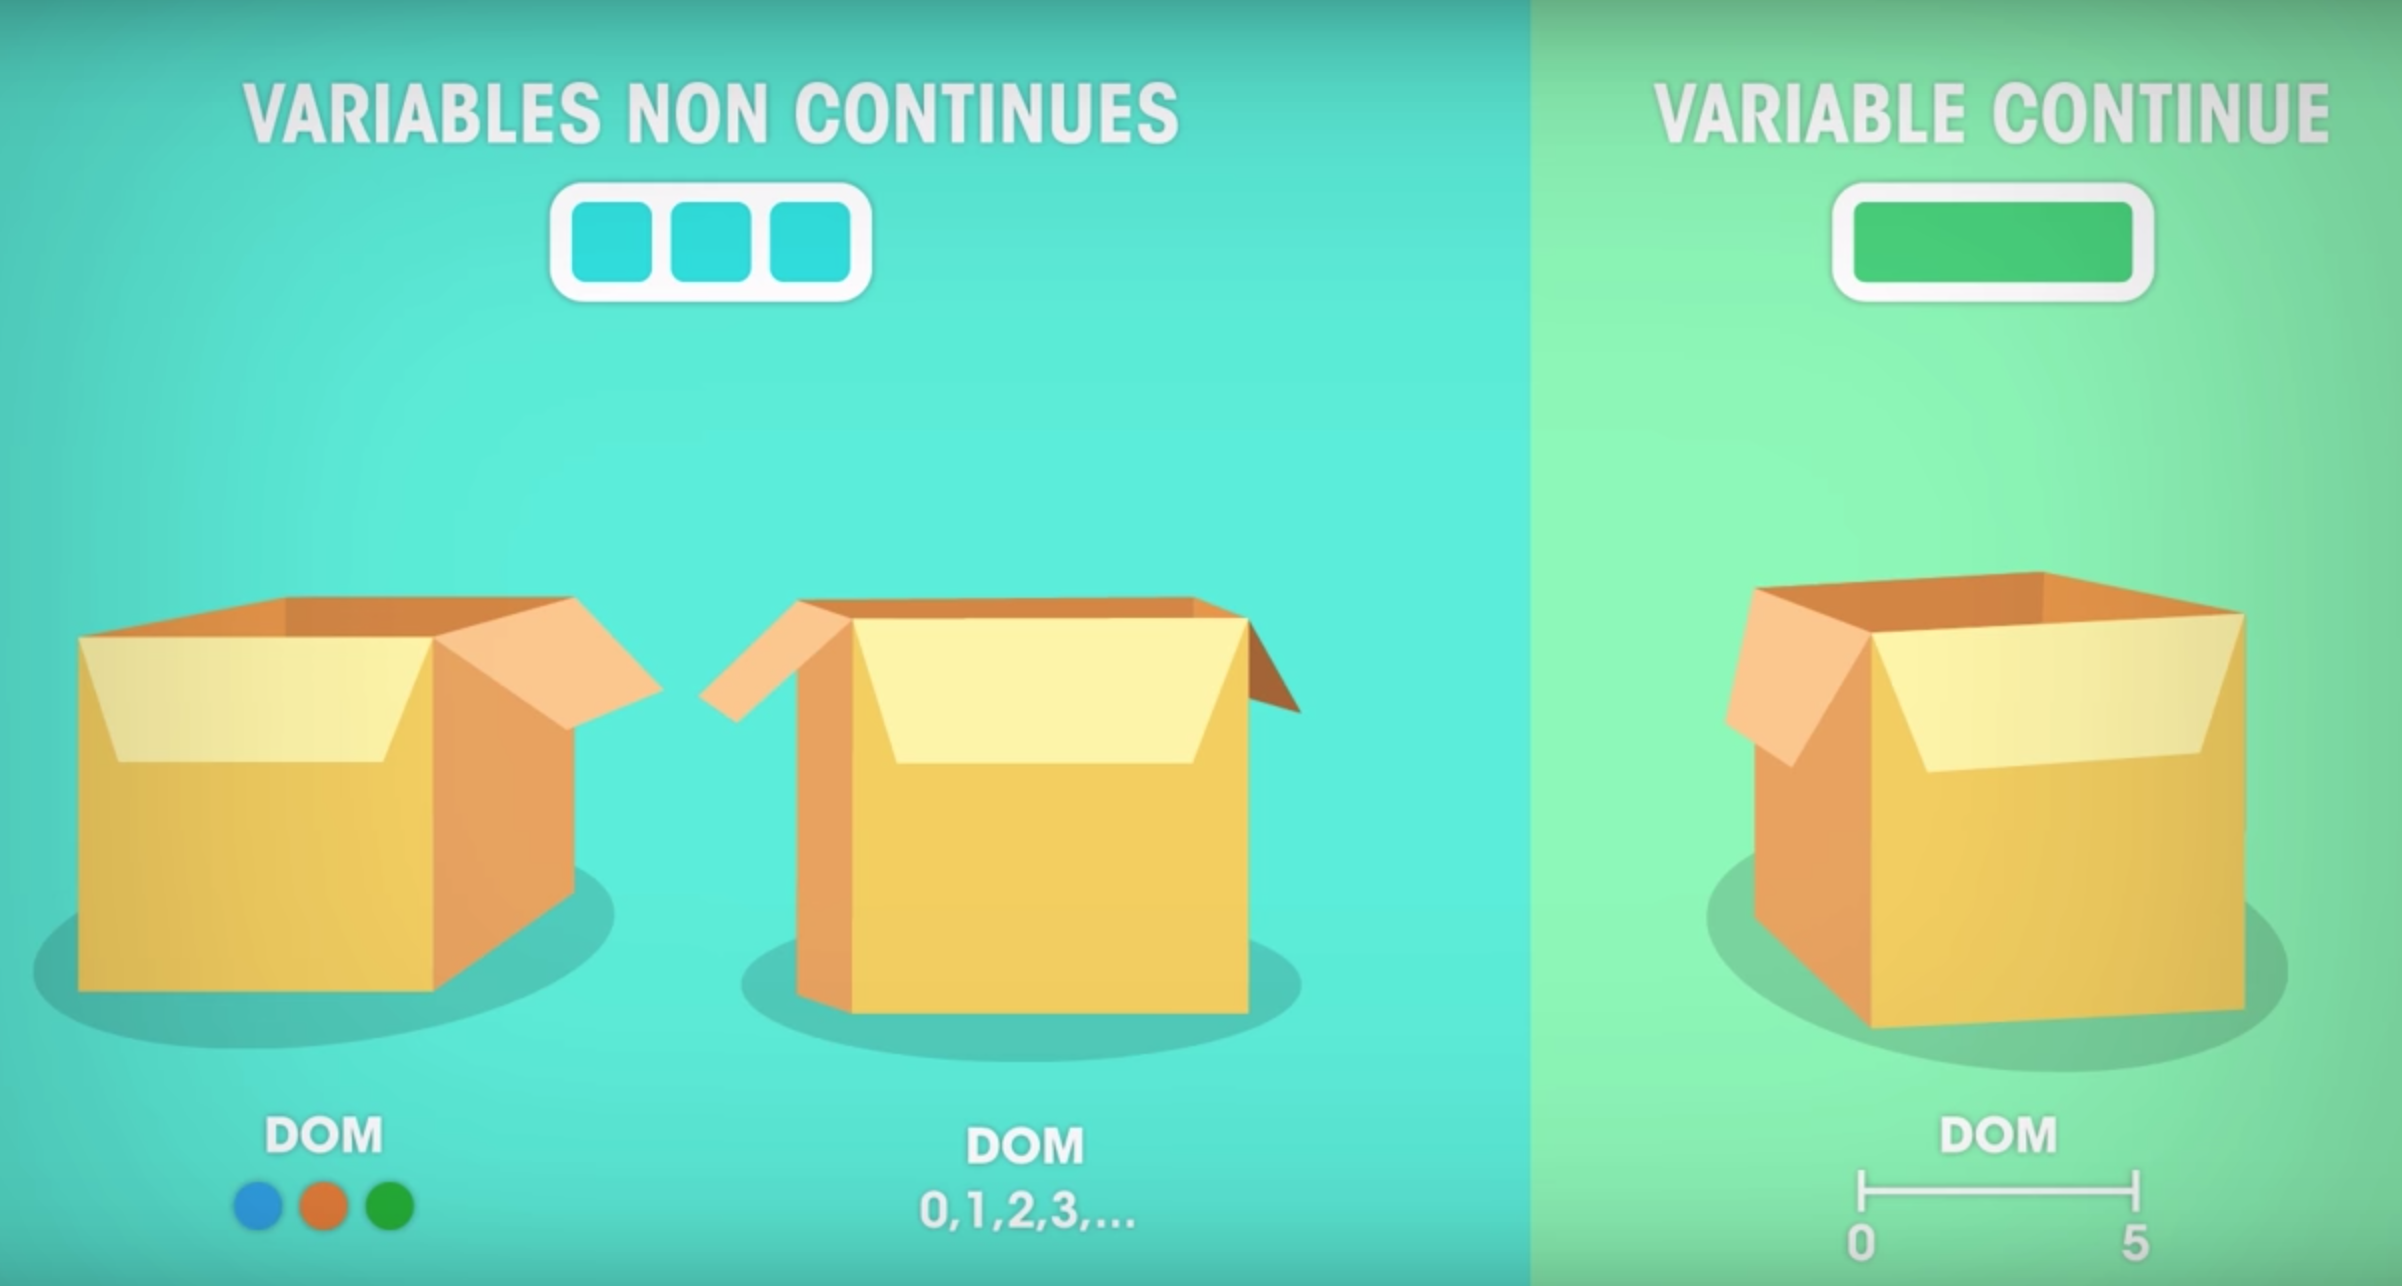 VARIABLES NON CONTINUES
VARIABLE CONTINUE
DOM
DOM
0,1,2,3,...
DOM
0
5